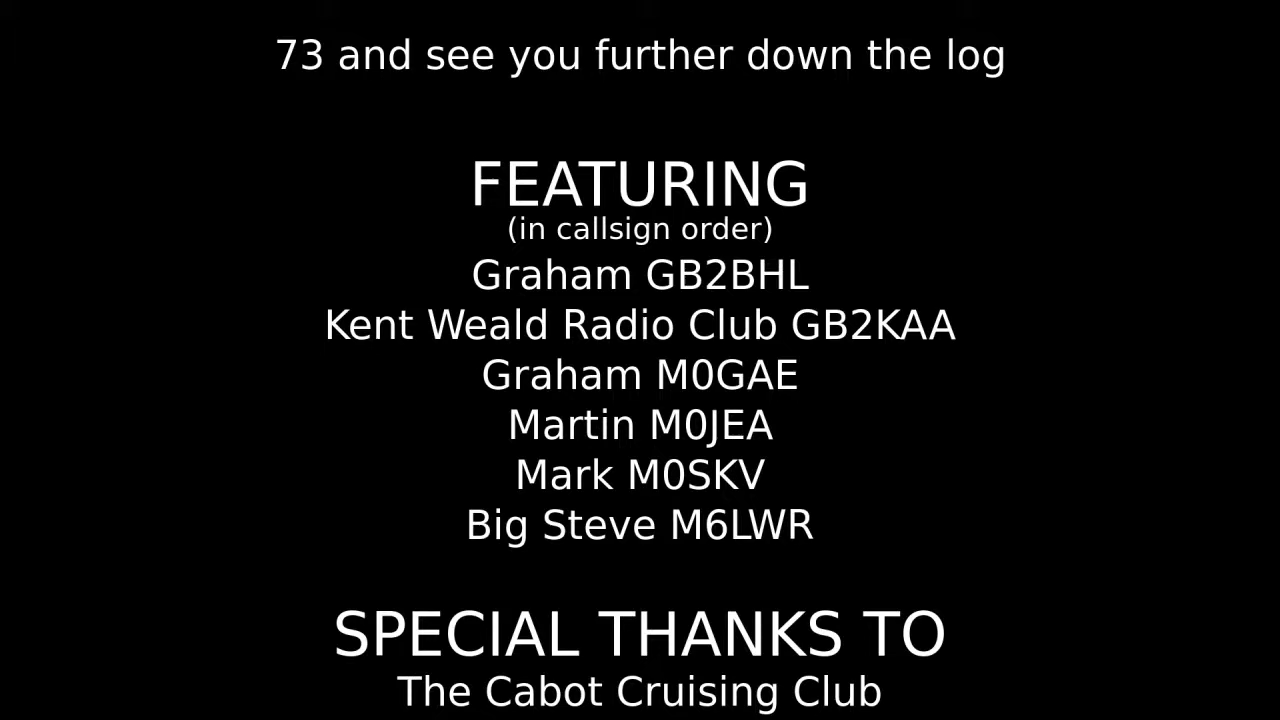 73 and see you further down the log
FEATURING
(in callsign order)
Graham GB2BHL
Kent Weald Radio Club GB2KAA
Graham M0GAE
Martin M0JEA
Mark M0SKV
Big Steve M6LWR
SPECIAL THANKS TO
The Cabot Cruising Club